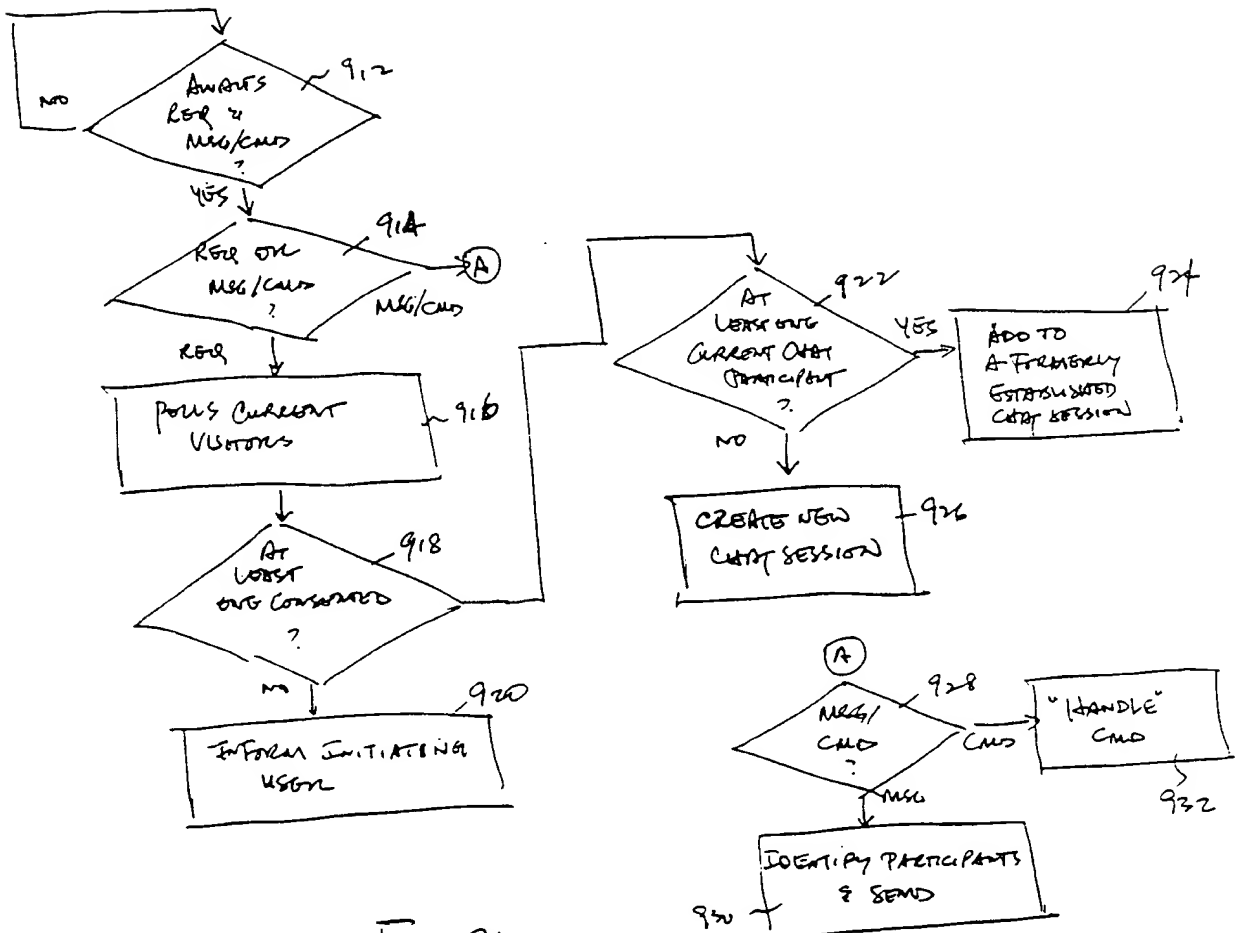 AWAITS
REQ &
MSG/CMD
?
912
NO
YES
REQ OR
MSG/CMD
?
914
A
MSG/CMD
REQ
POLLS CURRENT
VISITORS
916
AT
LEAST
ONE CONSENTED
?
918
NO
INFORM INITIATING
USER
920
AT
LEAST ONE
CURRENT CHAT
PARTICIPANT
?
922
YES
ADD TO
A FORMERLY
ESTABLISHED
CHAT SESSION
924
NO
CREATE NEW
CHAT SESSION
926
A
MSG/
CMD
?
928
CMD
"HANDLE"
CMD
932
MSG
IDENTIFY PARTICIPANTS
& SEND
930